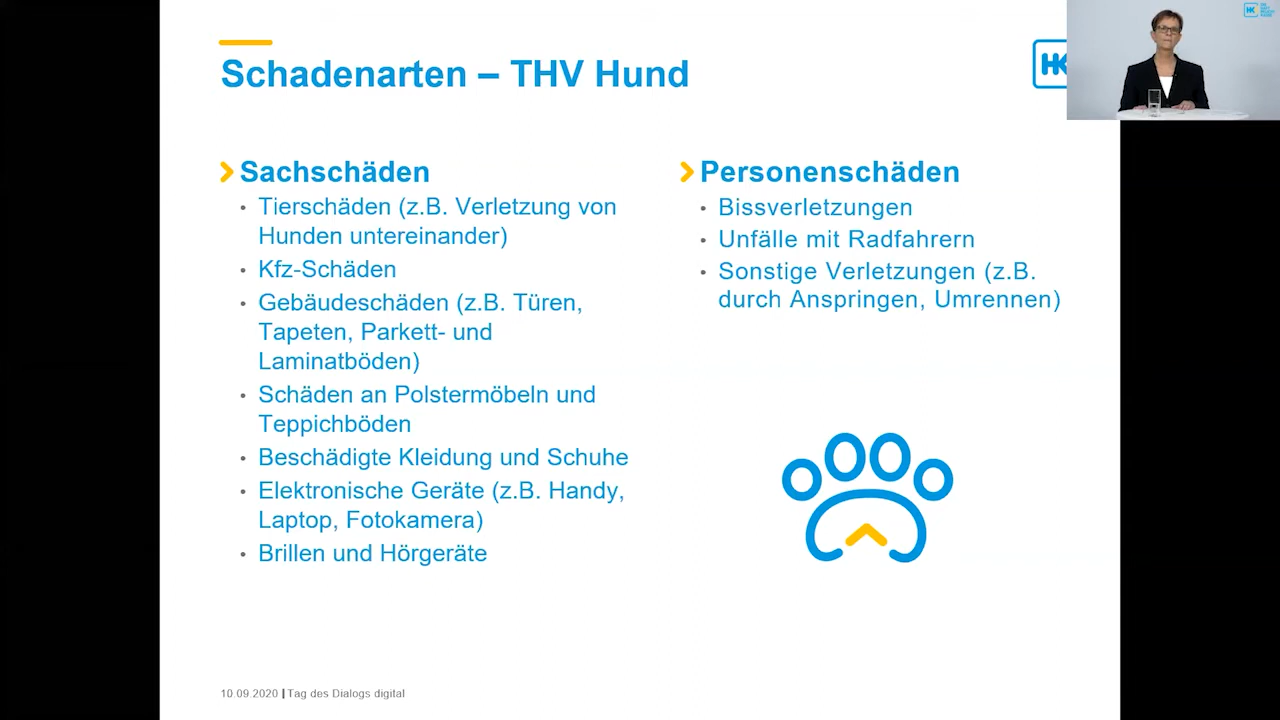 Schadenarten – THV Hund
HK
Sachschäden
Tierschäden (z.B. Verletzung von
Hunden untereinander)
Kfz-Schäden
Gebäudeschäden (z.B. Türen,
Tapeten, Parkett- und
Laminatböden)
Schäden an Polstermöbeln und
Teppichböden
Beschädigte Kleidung und Schuhe
Elektronische Geräte (z.B. Handy,
Laptop, Fotokamera)
Brillen und Hörgeräte
Personenschäden
Bissverletzungen
Unfälle mit Radfahrern
Sonstige Verletzungen (z.B.
durch Anspringen, Umrennen)
10.09.2020 | Tag des Dialogs digital